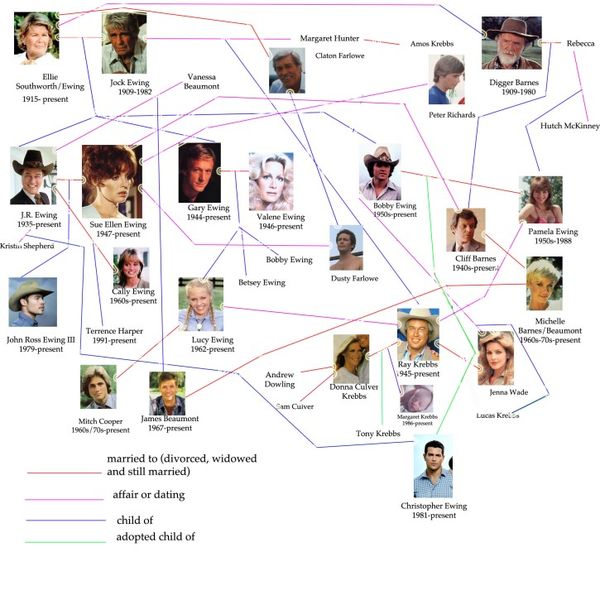 Margaret Hunter
Claton Farlowe
Amos Krebbs
Rebecca
Ellie
Southworth/Ewing
1915- present
Jock Ewing
1909-1982
Vanessa
Beaumont
Digger Barnes
1909-1980
Peter Richards
Hutch McKinney
J.R. Ewing
1935-present
Sue Ellen Ewing
1947-present
Gary Ewing
1944-present
Valene Ewing
1946-present
Bobby Ewing
1950s-present
Cliff Barnes
1940s-present
Pamela Ewing
1950s-1988
Kristin Shepherd
Bobby Ewing
Dusty Farlowe
Betsey Ewing
Cally Ewing
1960s-present
Michelle
Barnes/Beaumont
1960s-70s-present
John Ross Ewing III
1979-present
Terrence Harper
1991-present
Lucy Ewing
1962-present
Ray Krebbs
1945-present
Andrew
Dowling
Donna Culver
Krebbs
Jenna Wade
Sam Culver
Margaret Krebbs
1986-present
Lucas Krebbs
Mitch Cooper
1960s/70s-present
James Beaumont
1967-present
Tony Krebbs
married to (divorced, widowed
and still married)
affair or dating
child of
adopted child of
Christopher Ewing
1981-present